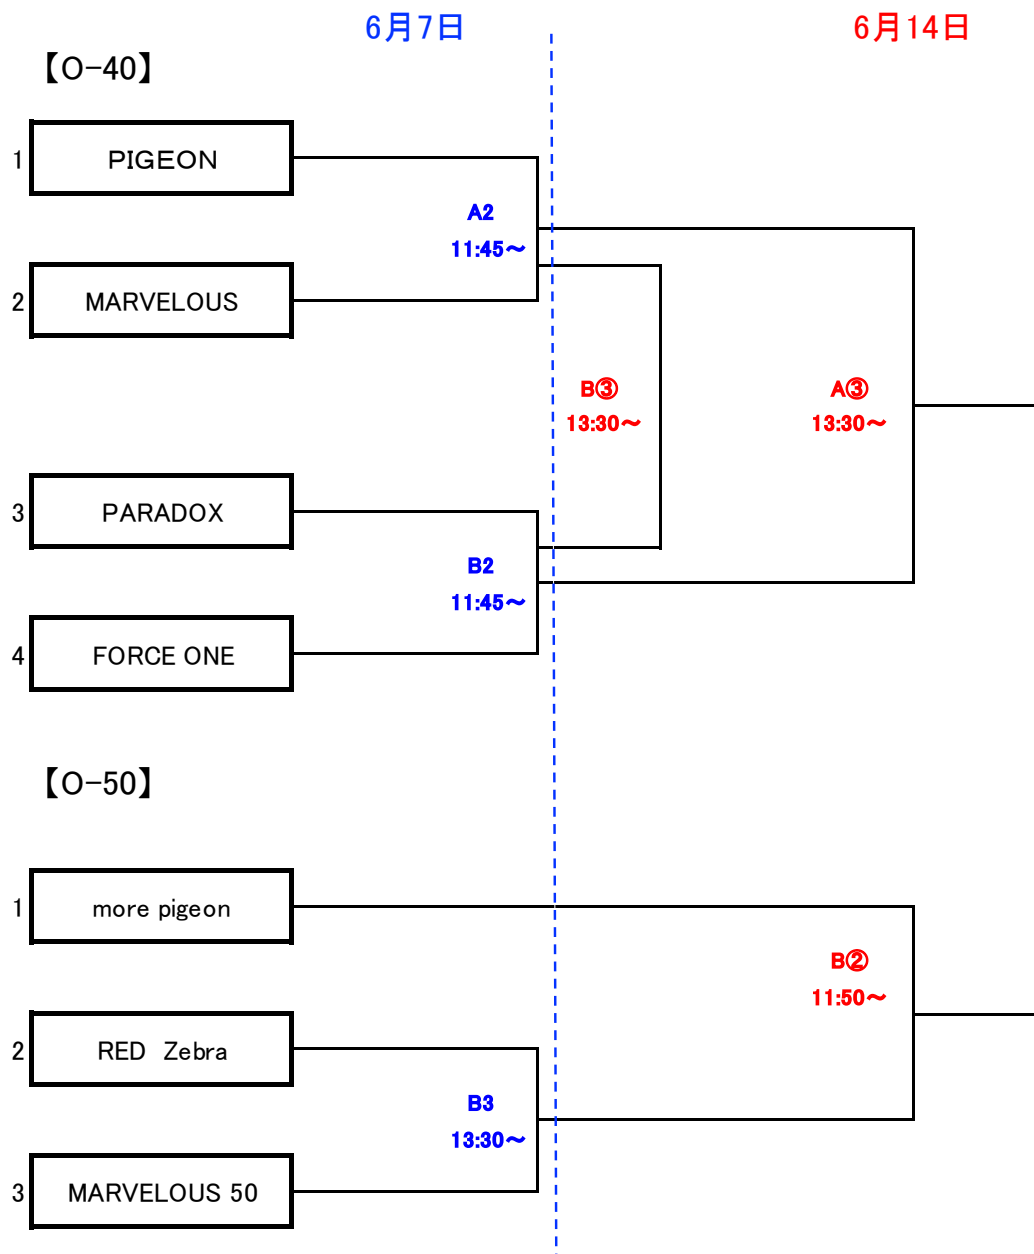 6月7日
6月14日
【O-40】
1
PIGEON
A2
11:45～
2
MARVELOUS
B③
13:30～
A③
13:30～
3
PARADOX
B2
11:45～
4
FORCE ONE
【O-50】
1
more pigeon
B②
11:50～
2
RED　Zebra
B3
13:30～
3
MARVELOUS 50